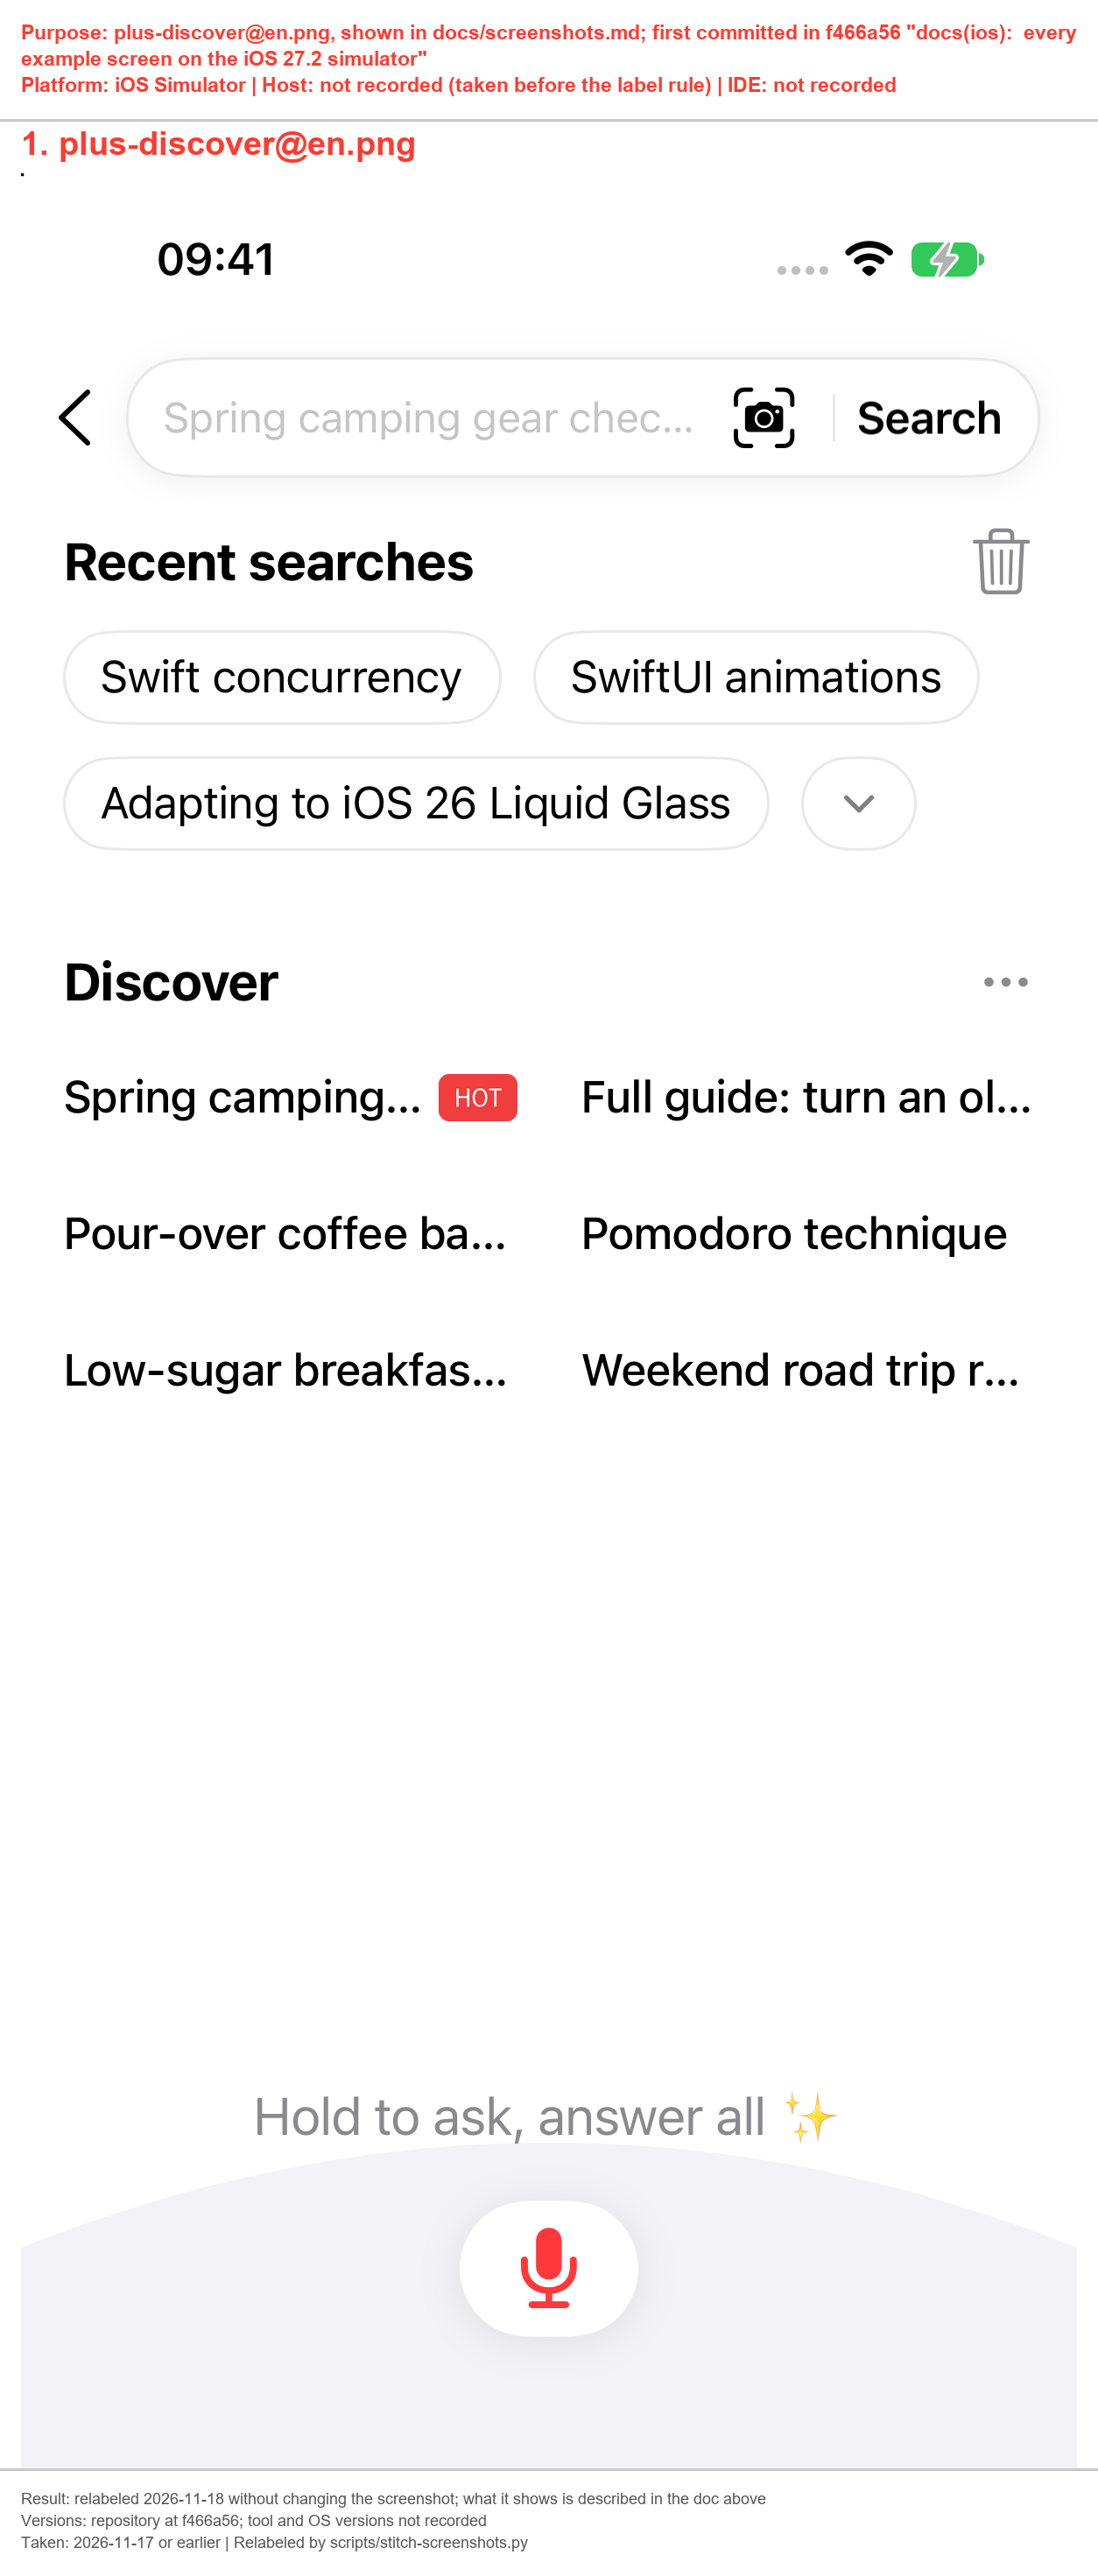 Purpose: plus-discover@en.png, shown in docs/screenshots.md; first committed in f466a56 "docs(ios):  every
example screen on the iOS 27.2 simulator"
Platform: iOS Simulator | Host: not recorded (taken before the label rule) | IDE: not recorded
1. plus-discover@en.png
09:41
Spring camping gear chec...
Search
Recent searches
Swift concurrency
SwiftUI animations
Adapting to iOS 26 Liquid Glass
Discover
Spring camping...
HOT
Full guide: turn an ol...
Pour-over coffee ba...
Pomodoro technique
Low-sugar breakfas...
Weekend road trip r...
Hold to ask, answer all ✨
Result: relabeled 2026-11-18 without changing the screenshot; what it shows is described in the doc above
Versions: repository at f466a56; tool and OS versions not recorded
Taken: 2026-11-17 or earlier | Relabeled by scripts/stitch-screenshots.py